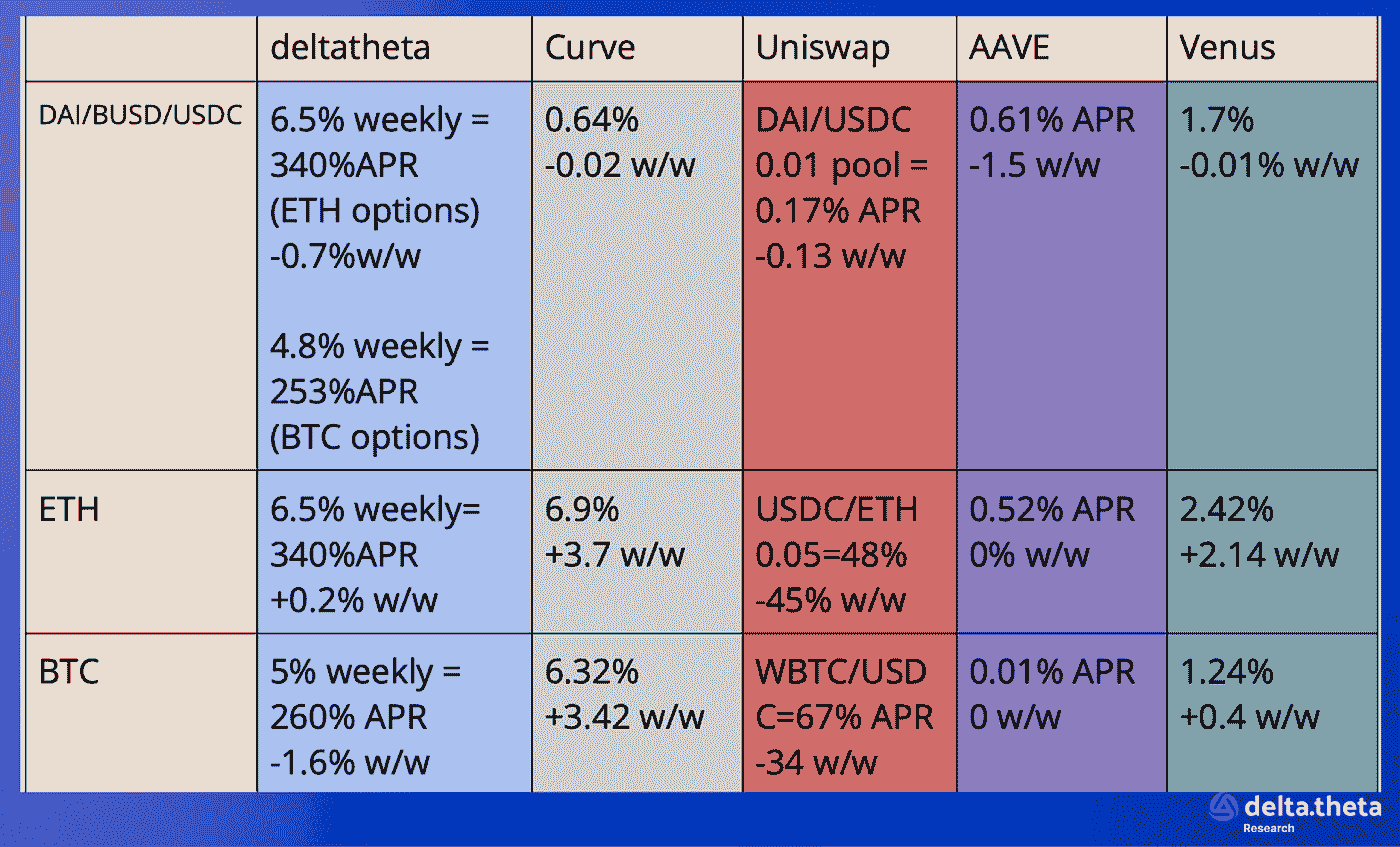 deltatheta
Curve
Uniswap
AAVE
Venus
DAI/BUSD/USDC
6.5% weekly =
340%APR
(ETH options)
-0.7%w/w
4.8% weekly =
253%APR
(BTC options)
0.64%
-0.02 w/w
DAI/USDC
0.01 pool =
0.17% APR
-0.13 w/w
0.61% APR
-1.5 w/w
1.7%
-0.01% w/w
ETH
6.5% weekly=
340%APR
+0.2% w/w
6.9%
+3.7 w/w
USDC/ETH
0.05=48%
-45% w/w
0.52% APR
0% w/w
2.42%
+2.14 w/w
BTC
5% weekly =
260% APR
-1.6% w/w
6.32%
+3.42 w/w
WBTC/USD
C=67% APR
-34 w/w
0.01% APR
0 w/w
1.24%
+0.4 w/w
delta.theta
Research